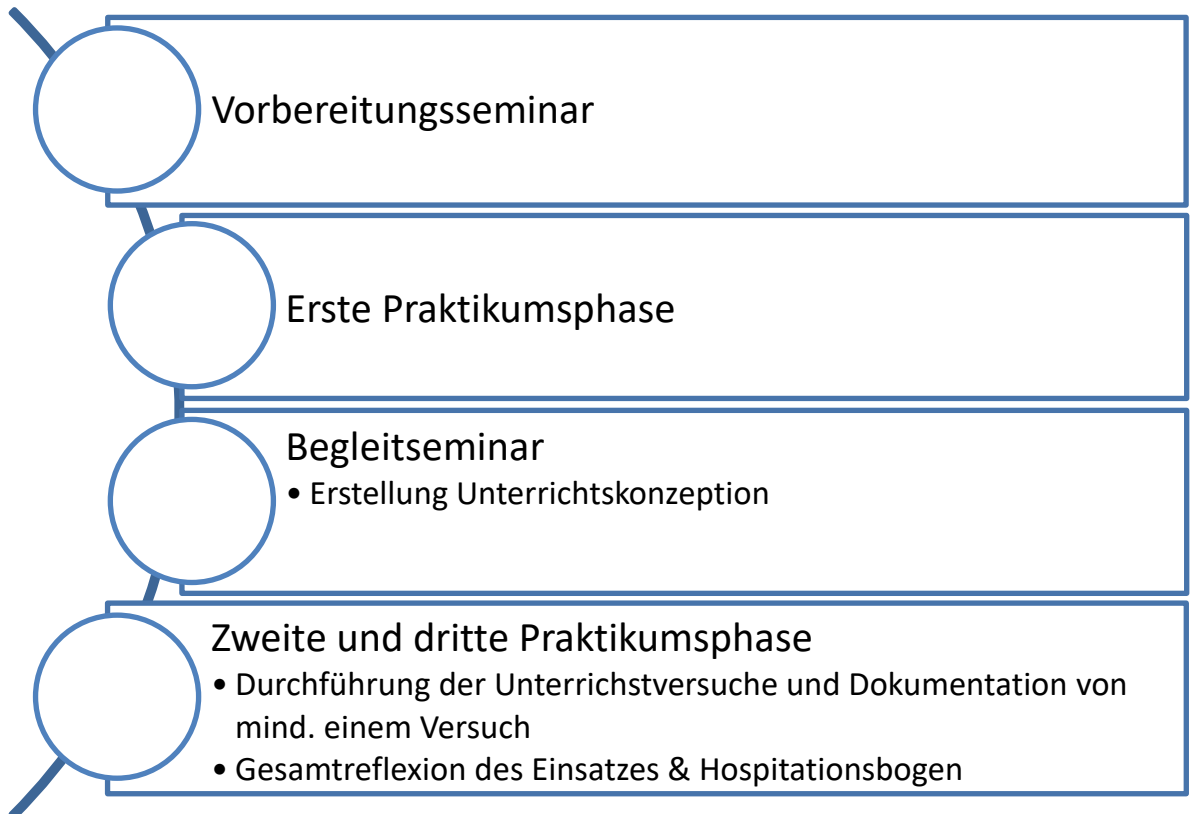 Vorbereitungsseminar
Erste Praktikumsphase
Begleitseminar
• Erstellung Unterrichtskonzeption
Zweite und dritte Praktikumsphase
• Durchführung der Unterrichstversuche und Dokumentation von
mind. einem Versuch
• Gesamtreflexion des Einsatzes & Hospitationsbogen